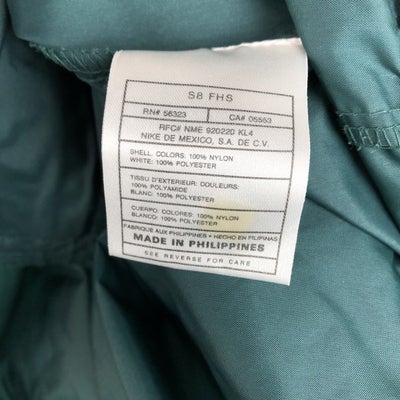 S8 FHS
RN# 56323 CA# 05553
RFC# NME 920220 KL4
NIKE DE MEXICO, S.A. DE C.V.
SHELL: COLORS: 100% NYLON
WHITE: 100% POLYESTER
TISSU D'EXTERIEUR: COULEURS:
100% POLYAMIDE
BLANC: 100% POLYESTER
CUERPO: COLORES: 100% NYLON
BLANCO: 100% POLYESTER
FABRIQUE AUX PHILIPPINES • HECHO EN FILIPINAS
MADE IN PHILIPPINES
SEE REVERSE FOR CARE